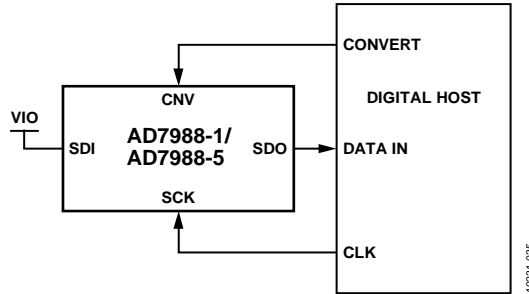 CONVERT
CNV
DIGITAL HOST
VIO
AD7988-1/
SDI
SDO
DATA IN
AD7988-5
SCK
CLK